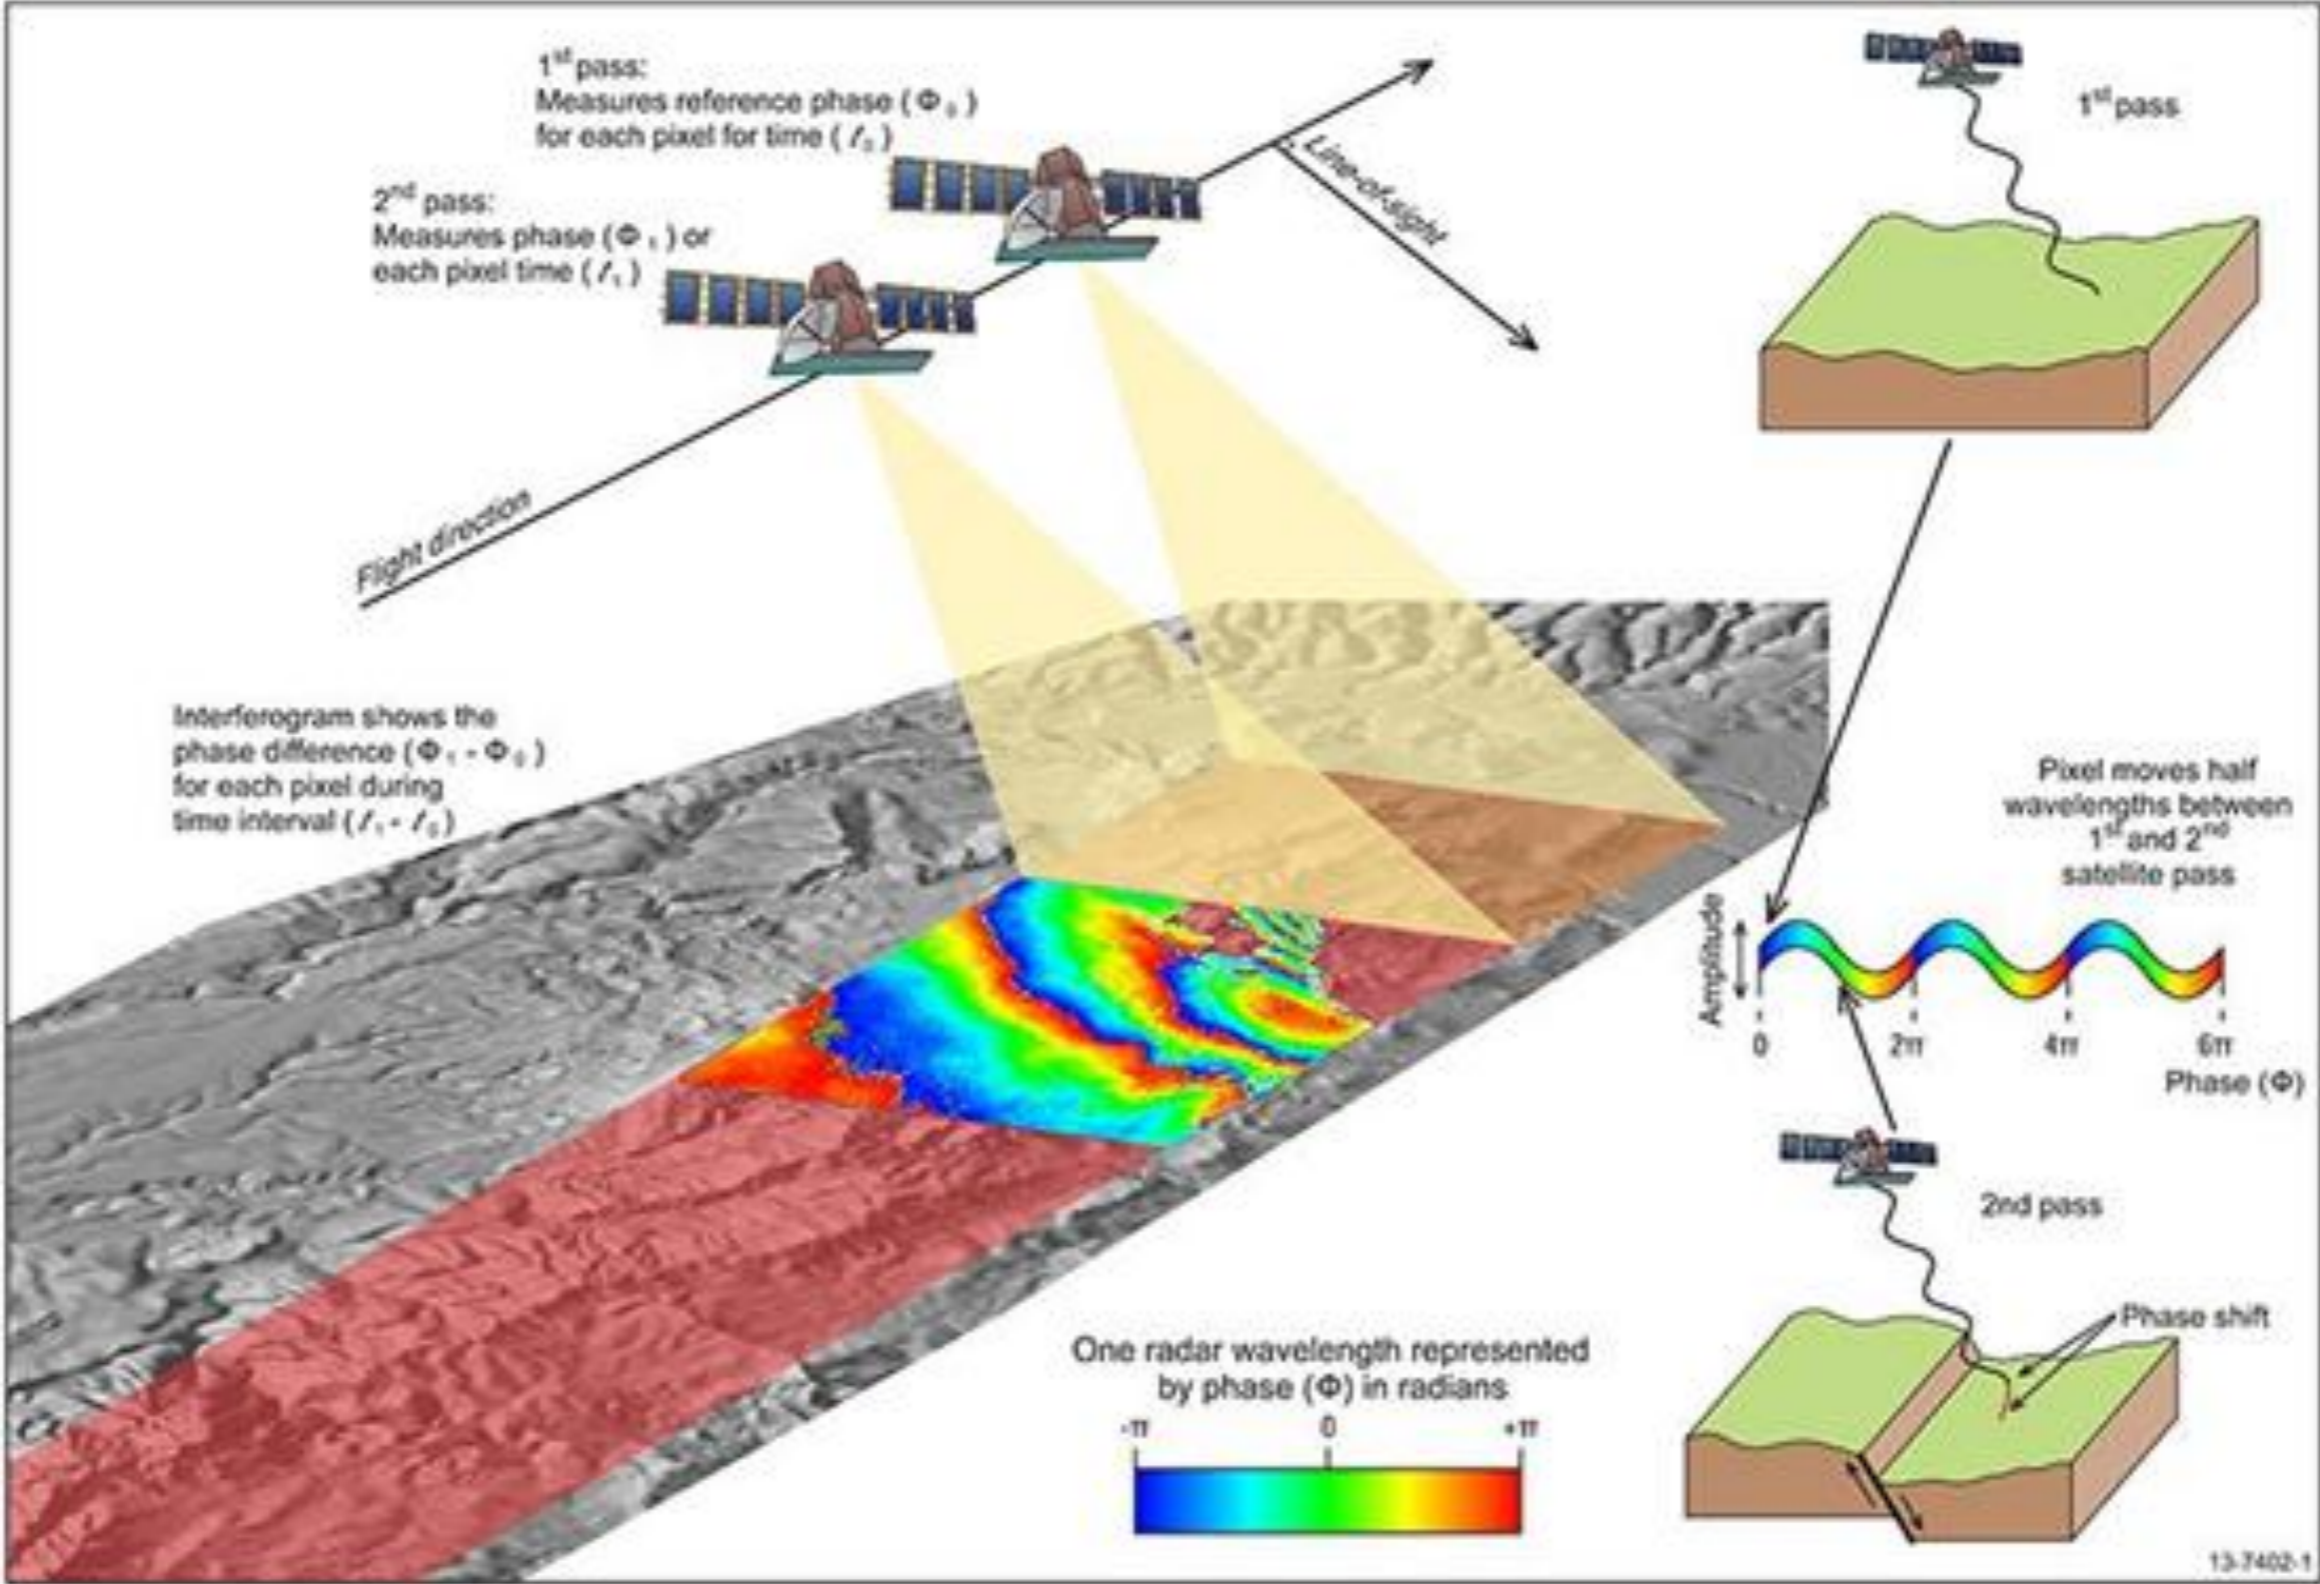 1st pass:
Measures reference phase (Φ₀)
for each pixel for time (t₀)
2nd pass:
Measures phase (Φ₁) or
each pixel time (t₁)
Line-of-sight
Flight direction
1st pass
Interferogram shows the
phase difference (Φ₁ - Φ₀)
for each pixel during
time interval (t₁ - t₀)
Pixel moves half
wavelengths between
1st and 2nd
satellite pass
Amplitude
0 2π 4π 6π
Phase (Φ)
2nd pass
Phase shift
One radar wavelength represented
by phase (Φ) in radians
-π 0 +π
13-7402-1